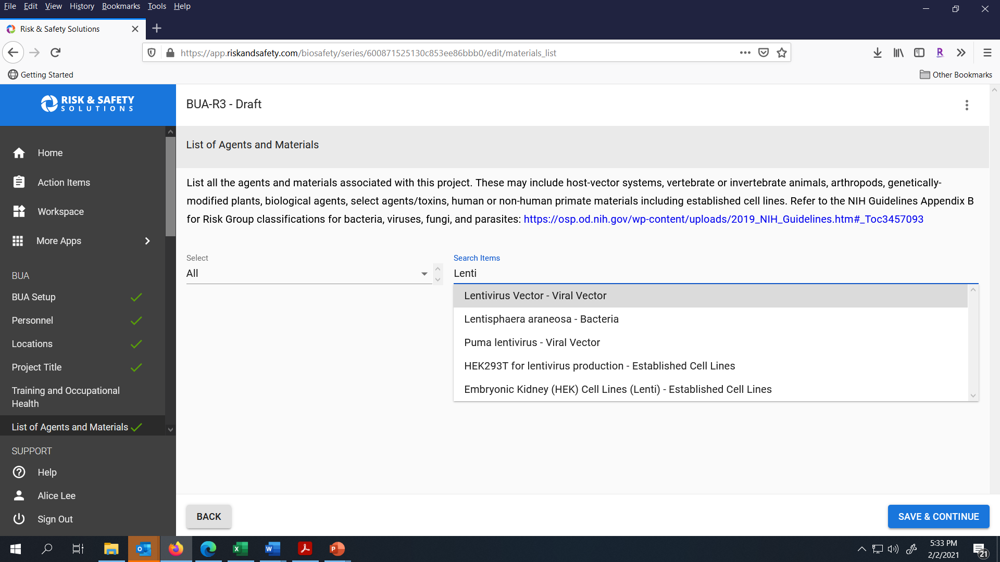 File Edit View History Bookmarks Tools Help
Risk & Safety Solutions
https://app.riskandsafety.com/biosafety/series/600871525130c853ee86bbb0/edit/materials_list
R
Getting Started
Other Bookmarks
RISK & SAFETY
SOLUTIONS
Home
Action Items
Workspace
More Apps
BUA
BUA Setup
Personnel
Locations
Project Title
Training and Occupational
Health
List of Agents and Materials
SUPPORT
Help
Alice Lee
Sign Out
BUA-R3 - Draft
List of Agents and Materials
List all the agents and materials associated with this project. These may include host-vector systems, vertebrate or invertebrate animals, arthropods, genetically-
modified plants, biological agents, select agents/toxins, human or non-human primate materials including established cell lines. Refer to the NIH Guidelines Appendix B
for Risk Group classifications for bacteria, viruses, fungi, and parasites: https://osp.od.nih.gov/wp-content/uploads/2019_NIH_Guidelines.htm#_Toc3457093
Select
All
Search Items
Lenti
Lentivirus Vector - Viral Vector
Lentisphaera araneosa - Bacteria
Puma lentivirus - Viral Vector
HEK293T for lentivirus production - Established Cell Lines
Embryonic Kidney (HEK) Cell Lines (Lenti) - Established Cell Lines
BACK
SAVE & CONTINUE
5:33 PM
2/2/2021
21